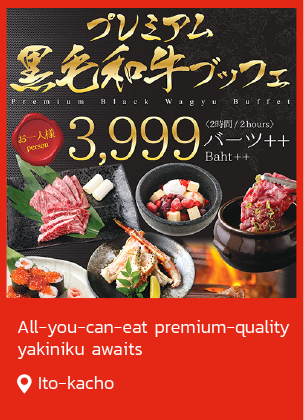 プレミアム
黒毛和牛ブッフェ
Premium Black Wagyu Buffet
お一人様
person
3,999
〈2時間/2hours〉
バーツ++
Baht++
All-you-can-eat premium-quality
yakiniku awaits
Ito-kacho